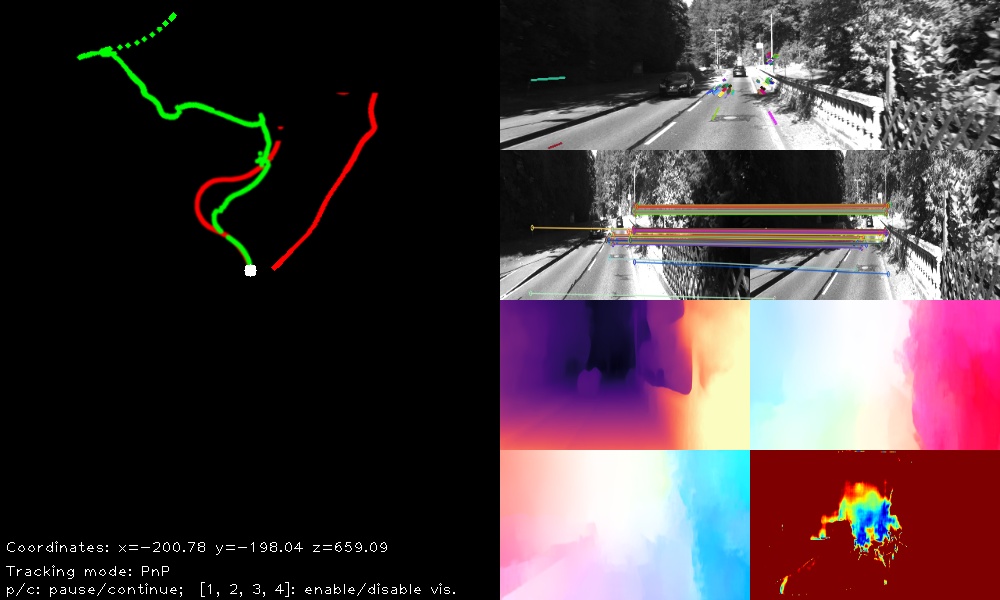 Coordinates: x=-200.78 y=-198.04 z=659.09
Tracking mode: PnP
p/c: pause/continue;  [1, 2, 3, 4]: enable/disable vis.